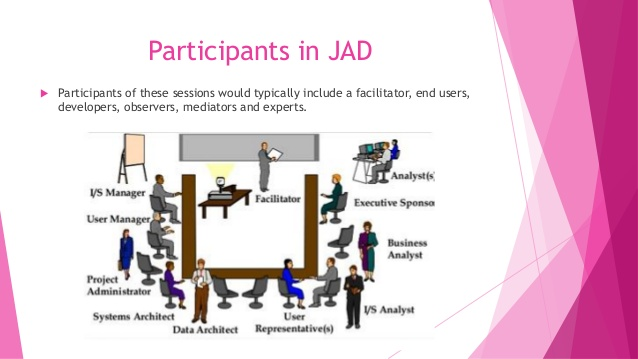 Participants in JAD
Participants of these sessions would typically include a facilitator, end users,
developers, observers, mediators and experts.
I/S Manager
Facilitator
Analyst(s)
Executive Sponso
User Manager
Business
Analyst
Project
Administrator
Systems Architect
Data Architect
User
Representative(s)
I/S Analyst